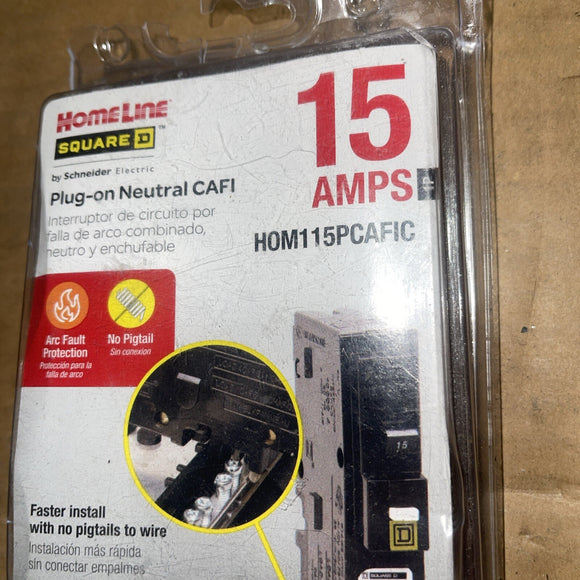 HOMELINE
SQUARE D™
by Schneider Electric
15
AMPS
Plug-on Neutral CAFI
HOM115PCAFIC
Interruptor de circuito por
falla de arco combinado,
neutro y enchufable
Arc Fault
Protection
Protección para la
falla de arco
No Pigtail
Sin conexion
15
D
Faster install
with no pigtails to wire
Instalación más rápida
sin conectar empalmes
SQUARE D